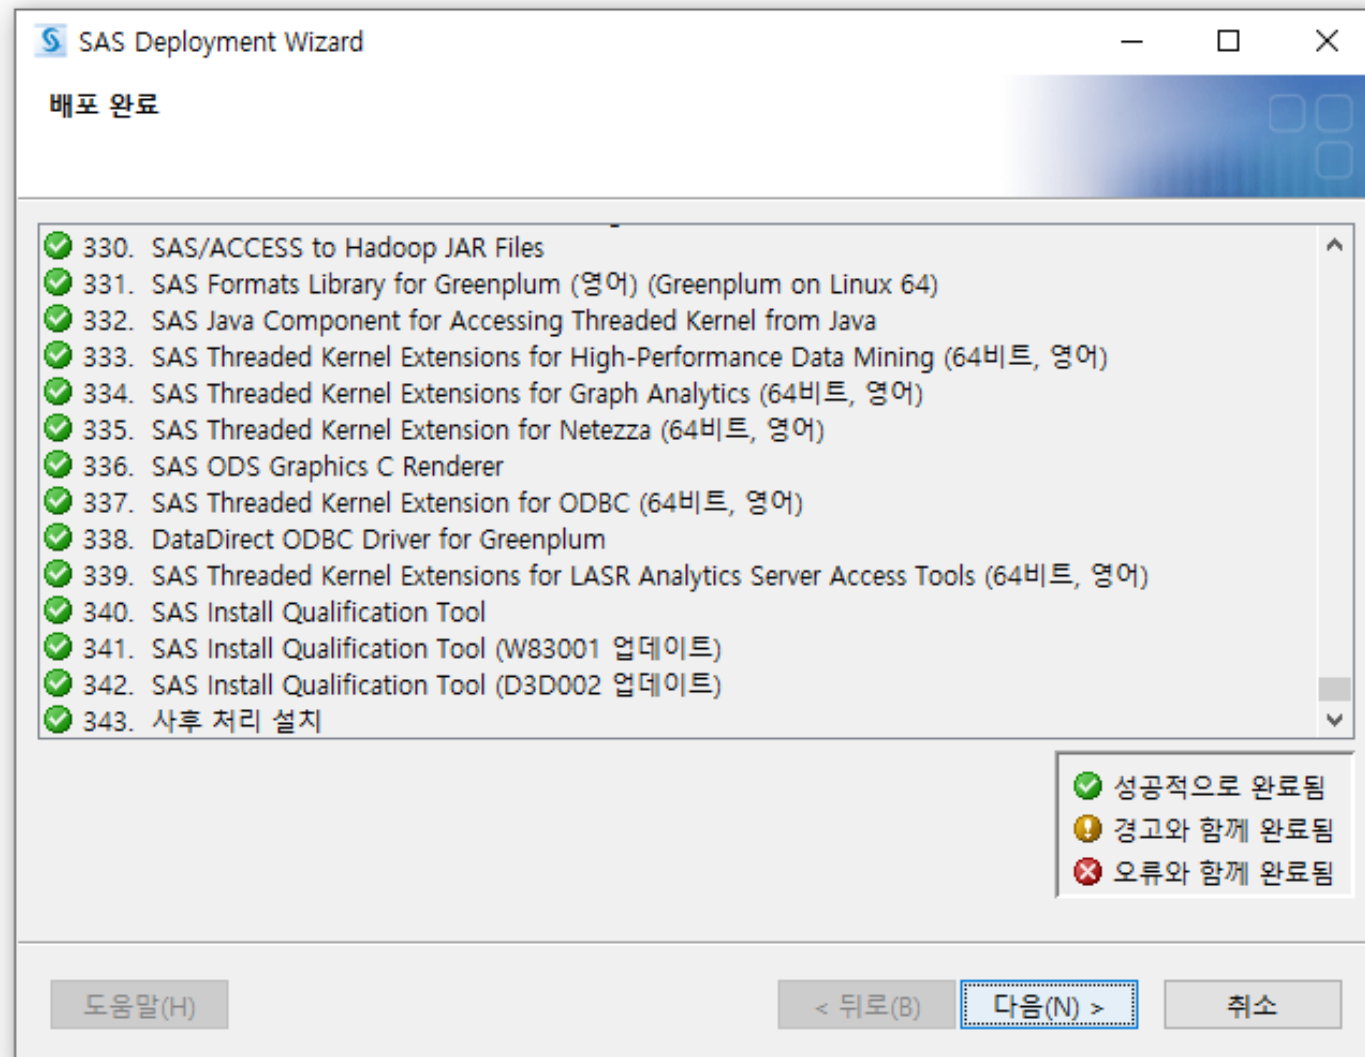 SAS Deployment Wizard
배포 완료
330. SAS/ACCESS to Hadoop JAR Files
331. SAS Formats Library for Greenplum (영어) (Greenplum on Linux 64)
332. SAS Java Component for Accessing Threaded Kernel from Java
333. SAS Threaded Kernel Extensions for High-Performance Data Mining (64비트, 영어)
334. SAS Threaded Kernel Extensions for Graph Analytics (64비트, 영어)
335. SAS Threaded Kernel Extension for Netezza (64비트, 영어)
336. SAS ODS Graphics C Renderer
337. SAS Threaded Kernel Extension for ODBC (64비트, 영어)
338. DataDirect ODBC Driver for Greenplum
339. SAS Threaded Kernel Extensions for LASR Analytics Server Access Tools (64비트, 영어)
340. SAS Install Qualification Tool
341. SAS Install Qualification Tool (W83001 업데이트)
342. SAS Install Qualification Tool (D3D002 업데이트)
343. 사후 처리 설치
성공적으로 완료됨
경고와 함께 완료됨
오류와 함께 완료됨
도움말(H) < 뒤로(B) 다음(N) > 취소